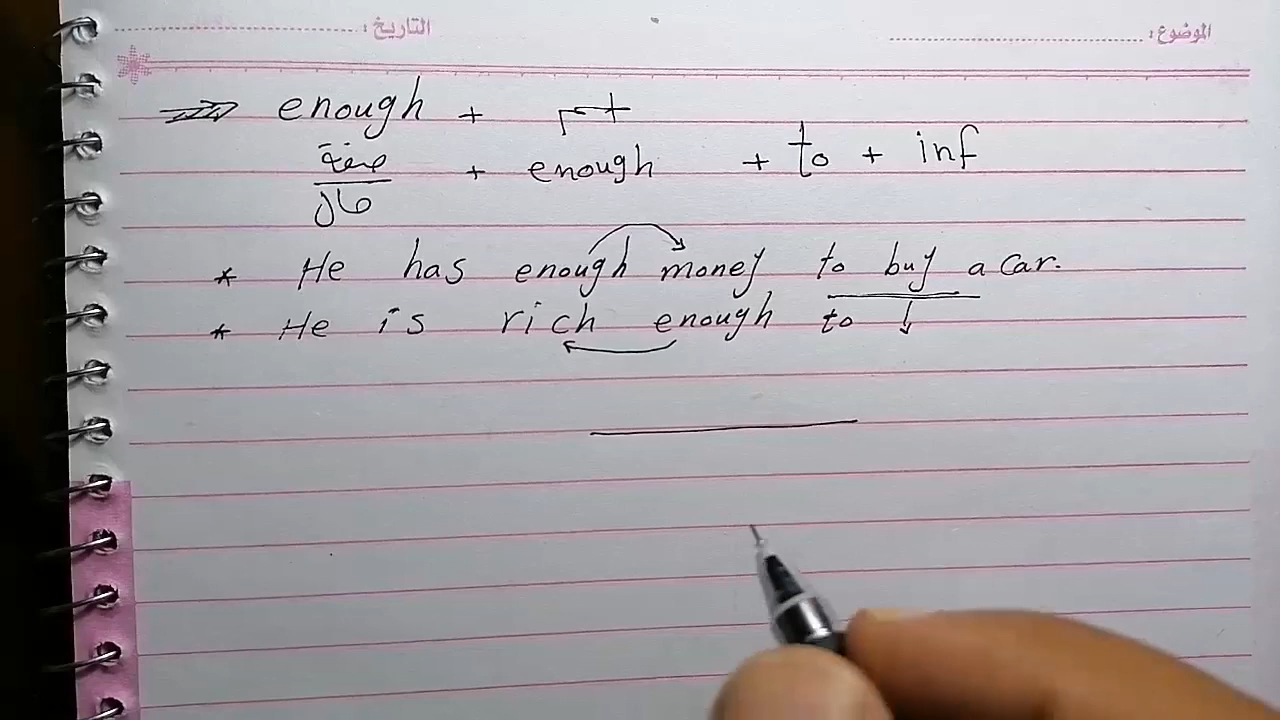 الموضوع: التاريخ:
enough + اسم
صفة + enough + to + inf
حال
* He has enough money to buy a car.
* He is rich enough to